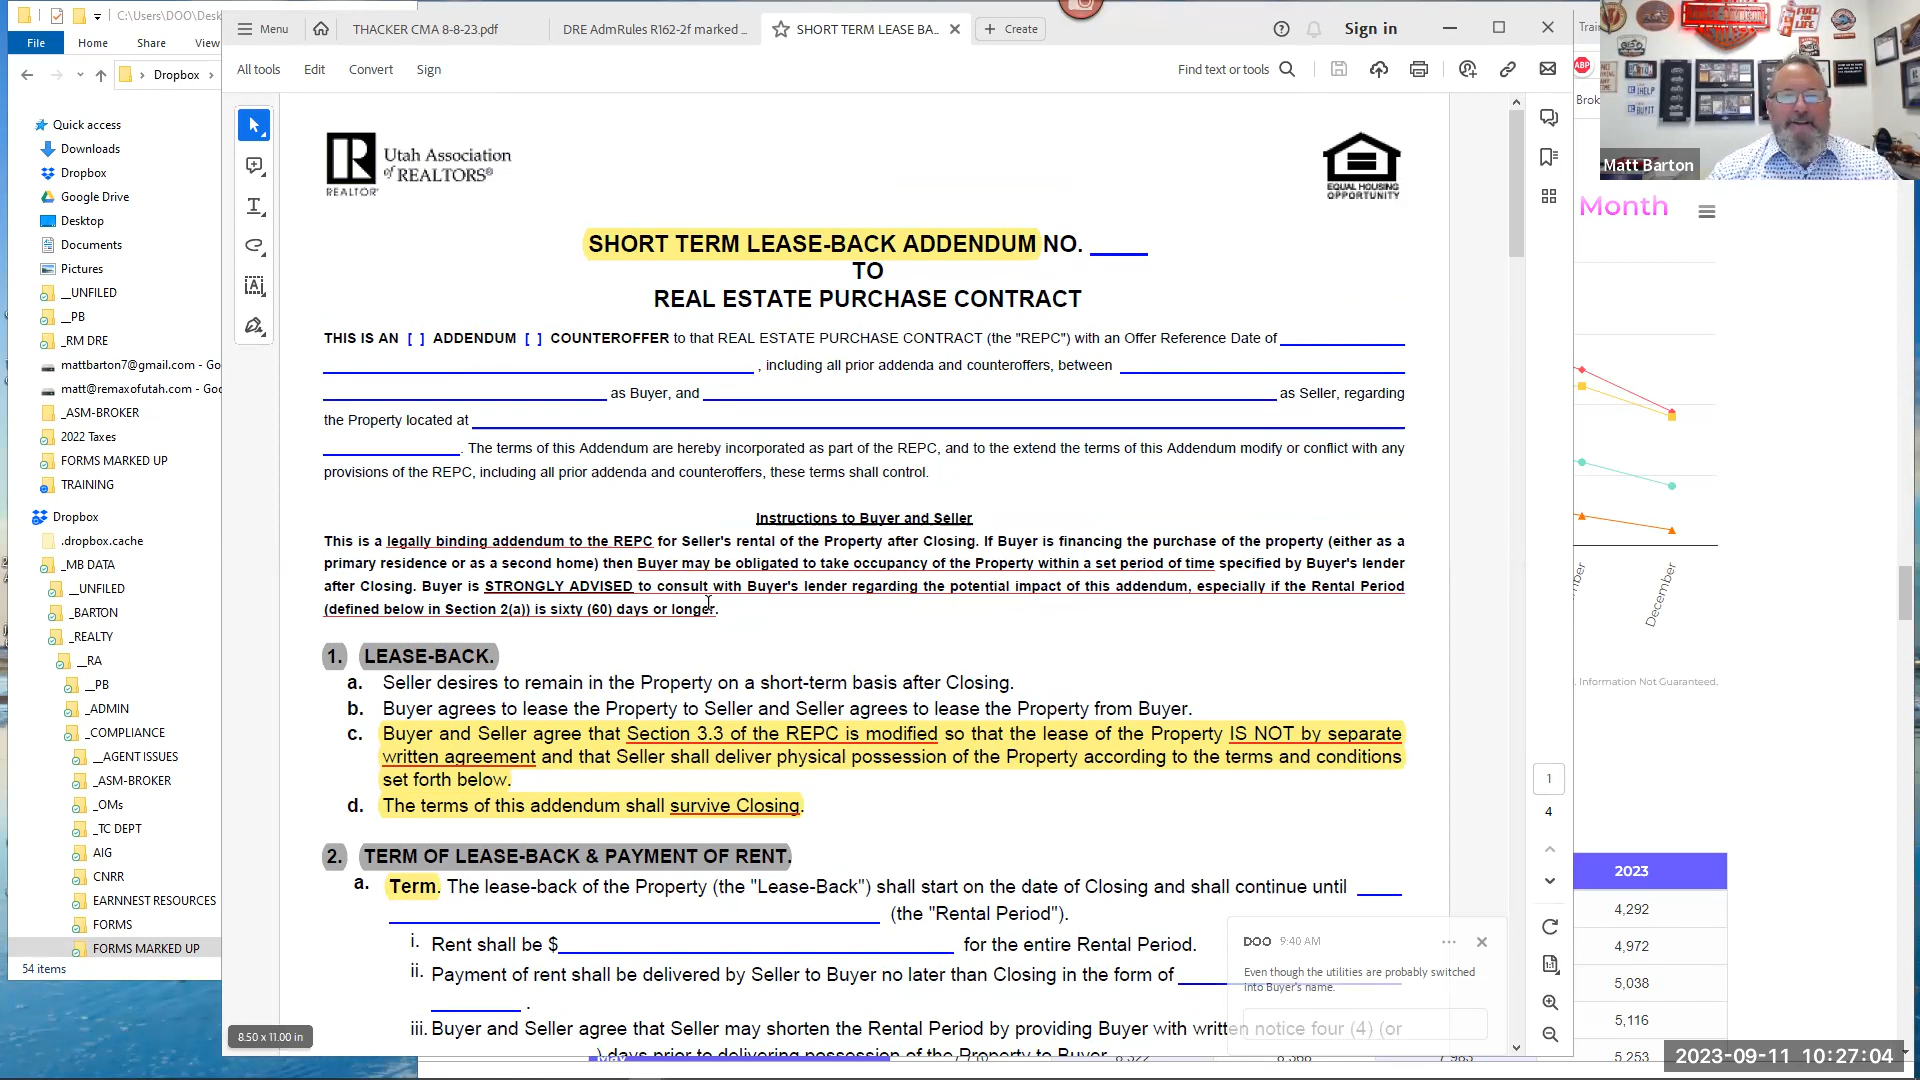 C:\Users\DOO\Desk
File Home Share View
Dropbox
Quick access
Downloads
Dropbox
Google Drive
Desktop
Documents
Pictures
__UNFILED
__PB
_RM DRE
mattbarton7@gmail.com - Go
matt@remaxofutah.com - Goo
_ASM-BROKER
2022 Taxes
FORMS MARKED UP
TRAINING
Dropbox
.dropbox.cache
_MB DATA
__UNFILED
_BARTON
_REALTY
__RA
__PB
_ADMIN
_COMPLIANCE
__AGENT ISSUES
_ASM-BROKER
_OMs
_TC DEPT
AIG
CNRR
EARNNEST RESOURCES
FORMS
FORMS MARKED UP
54 items
Menu THACKER CMA 8-8-23.pdf DRE AdmRules R162-2f marked ... SHORT TERM LEASE BA... Create Sign in
All tools Edit Convert Sign Find text or tools
REALTOR®
Utah Association
of REALTORS®
EQUAL HOUSING
OPPORTUNITY
SHORT TERM LEASE-BACK ADDENDUM NO.
TO
REAL ESTATE PURCHASE CONTRACT
THIS IS AN [ ] ADDENDUM [ ] COUNTEROFFER to that REAL ESTATE PURCHASE CONTRACT (the "REPC") with an Offer Reference Date of
, including all prior addenda and counteroffers, between
as Buyer, and as Seller, regarding
the Property located at
. The terms of this Addendum are hereby incorporated as part of the REPC, and to the extend the terms of this Addendum modify or conflict with any
provisions of the REPC, including all prior addenda and counteroffers, these terms shall control.
Instructions to Buyer and Seller
This is a legally binding addendum to the REPC for Seller's rental of the Property after Closing. If Buyer is financing the purchase of the property (either as a
primary residence or as a second home) then Buyer may be obligated to take occupancy of the Property within a set period of time specified by Buyer's lender
after Closing. Buyer is STRONGLY ADVISED to consult with Buyer's lender regarding the potential impact of this addendum, especially if the Rental Period
(defined below in Section 2(a)) is sixty (60) days or longer.
1. LEASE-BACK.
a. Seller desires to remain in the Property on a short-term basis after Closing.
b. Buyer agrees to lease the Property to Seller and Seller agrees to lease the Property from Buyer.
c. Buyer and Seller agree that Section 3.3 of the REPC is modified so that the lease of the Property IS NOT by separate
written agreement and that Seller shall deliver physical possession of the Property according to the terms and conditions
set forth below.
d. The terms of this addendum shall survive Closing.
2. TERM OF LEASE-BACK & PAYMENT OF RENT.
a. Term. The lease-back of the Property (the "Lease-Back") shall start on the date of Closing and shall continue until
(the "Rental Period").
i. Rent shall be $ for the entire Rental Period.
ii. Payment of rent shall be delivered by Seller to Buyer no later than Closing in the form of
.
iii. Buyer and Seller agree that Seller may shorten the Rental Period by providing Buyer with written notice four (4) (or
) days prior to delivering possession of the Property to Buyer
DOO 9:40 AM
Even though the utilities are probably switched
into Buyer's name.
8.50 x 11.00 in
1
4
Trai
ABP
Brok
Matt Barton
Month
December
Information Not Guaranteed.
2023
4,292
4,972
5,038
5,116
5,253
2023-09-11 10:27:04